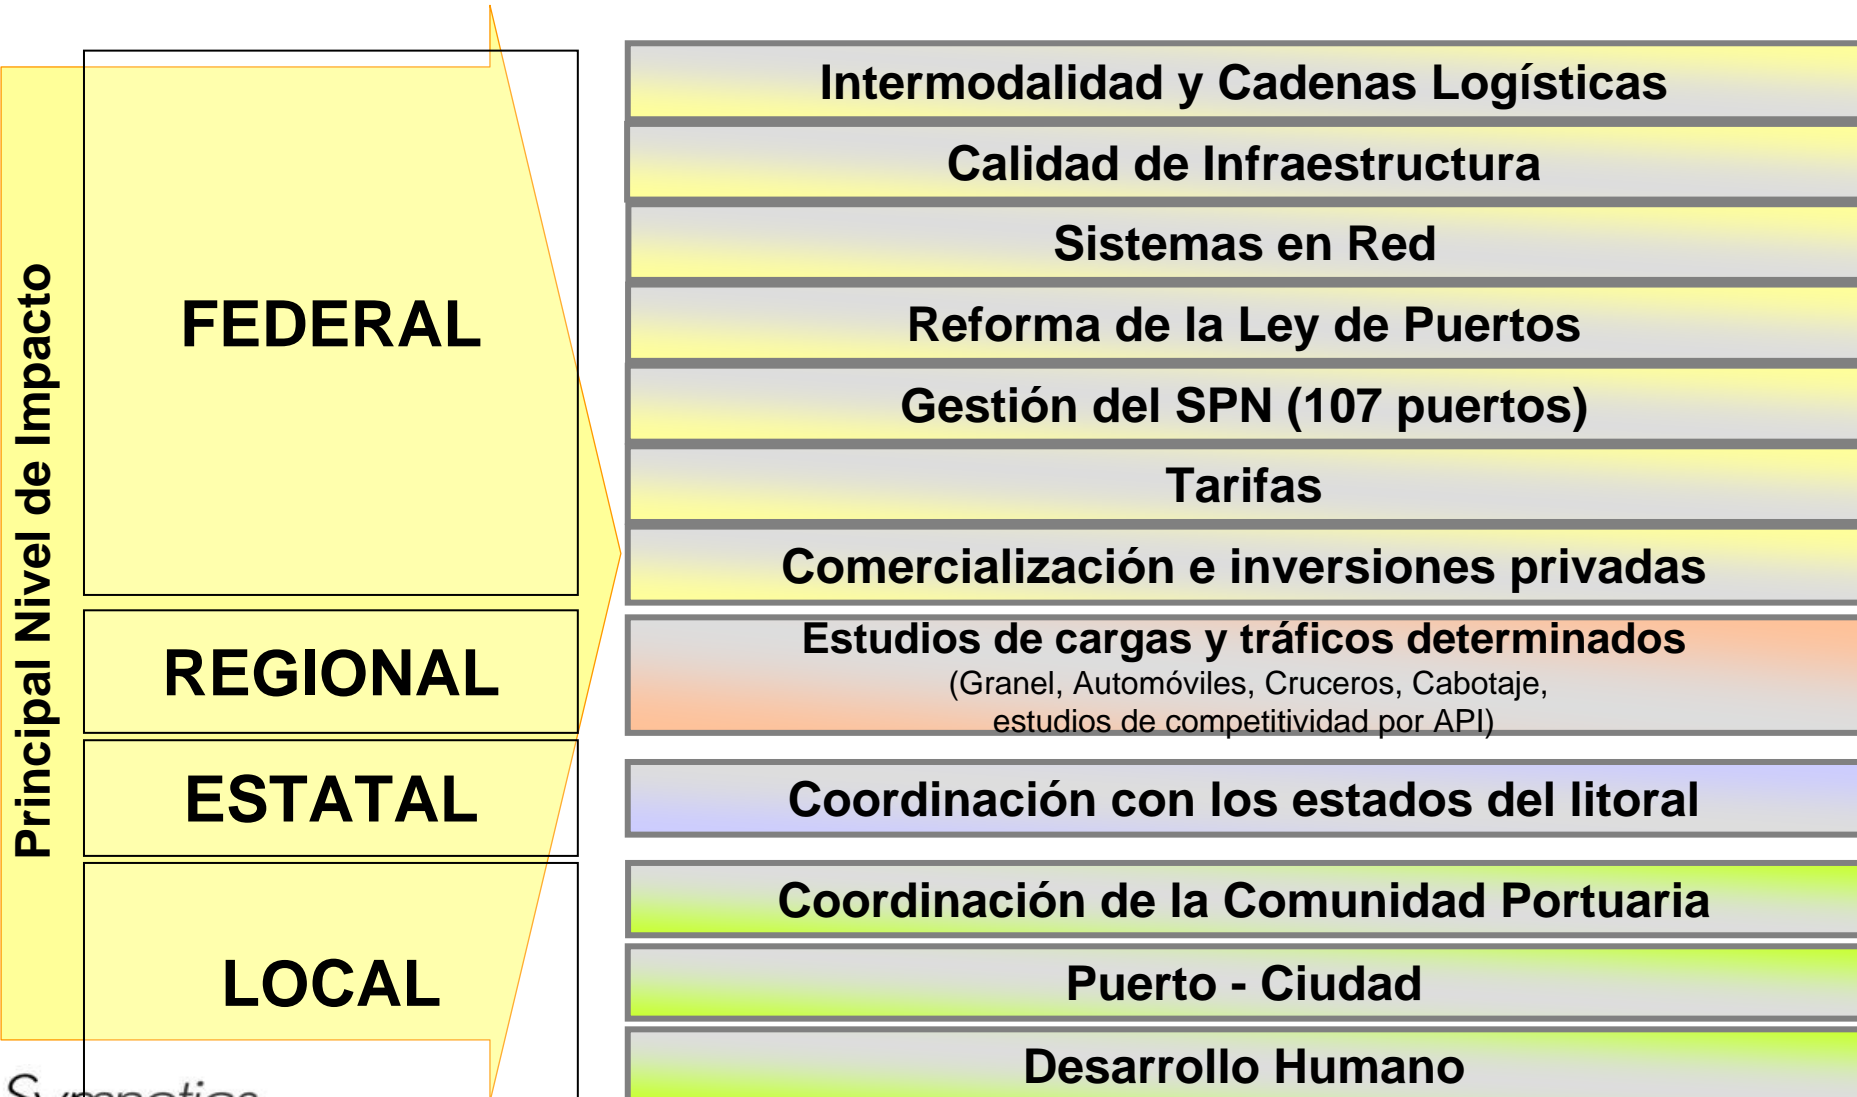 Principal Nivel de Impacto
FEDERAL
Intermodalidad y Cadenas Logísticas
Calidad de Infraestructura
Sistemas en Red
Reforma de la Ley de Puertos
Gestión del SPN (107 puertos)
Tarifas
Comercialización e inversiones privadas
REGIONAL
Estudios de cargas y tráficos determinados
(Granel, Automóviles, Cruceros, Cabotaje,
estudios de competitividad por API)
ESTATAL
Coordinación con los estados del litoral
LOCAL
Coordinación de la Comunidad Portuaria
Puerto - Ciudad
Desarrollo Humano